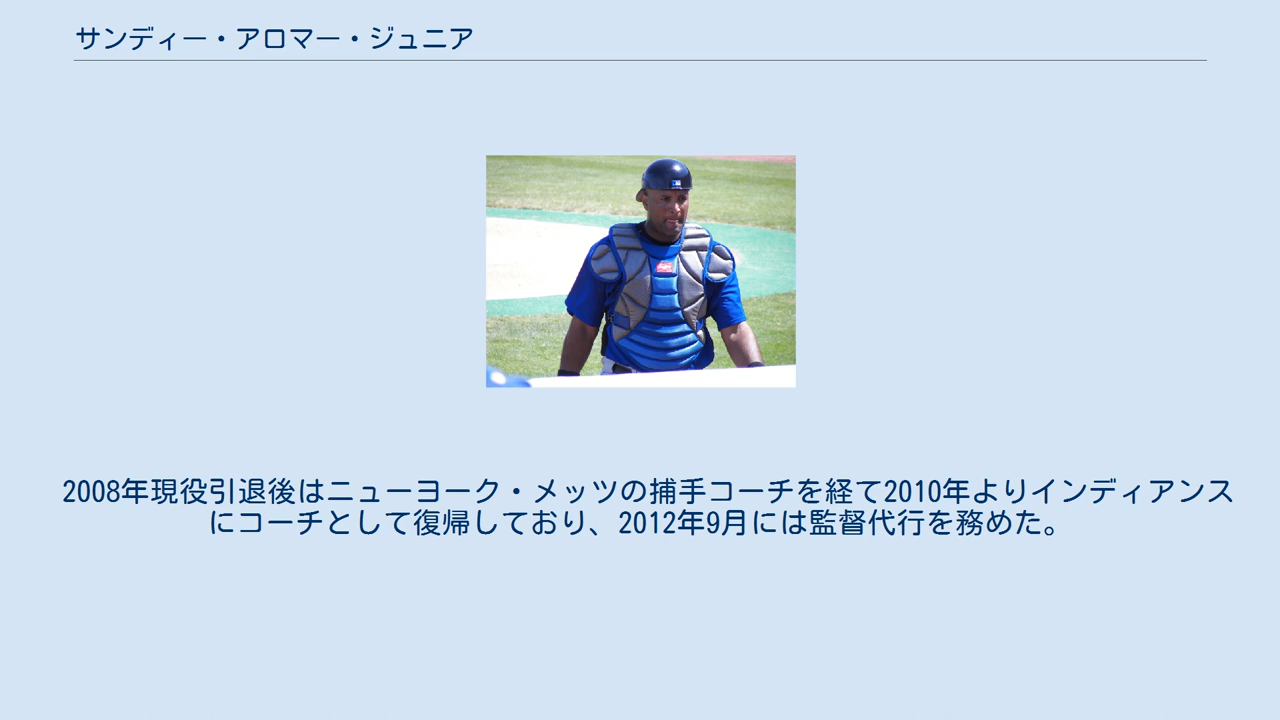 サンディー・アロマー・ジュニア
2008年現役引退後はニューヨーク・メッツの捕手コーチを経て2010年よりインディアンス
にコーチとして復帰しており、2012年9月には監督代行を務めた。